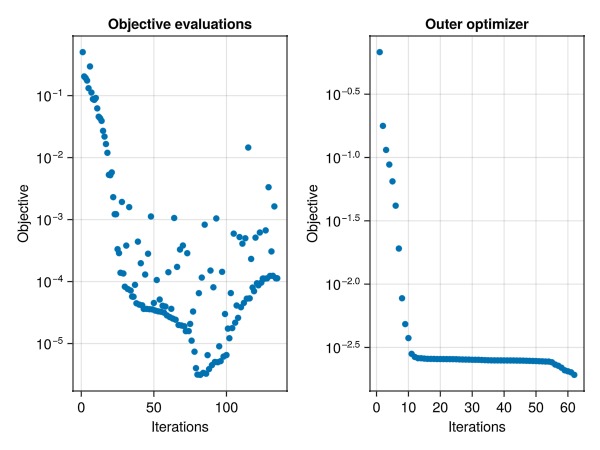 Objective evaluations
Objective
10⁻¹
10⁻²
10⁻³
10⁻⁴
10⁻⁵
0 50 100
Iterations
Outer optimizer
Objective
10⁻⁰·⁵
10⁻¹·⁰
10⁻¹·⁵
10⁻²·⁰
10⁻²·⁵
0 10 20 30 40 50 60
Iterations